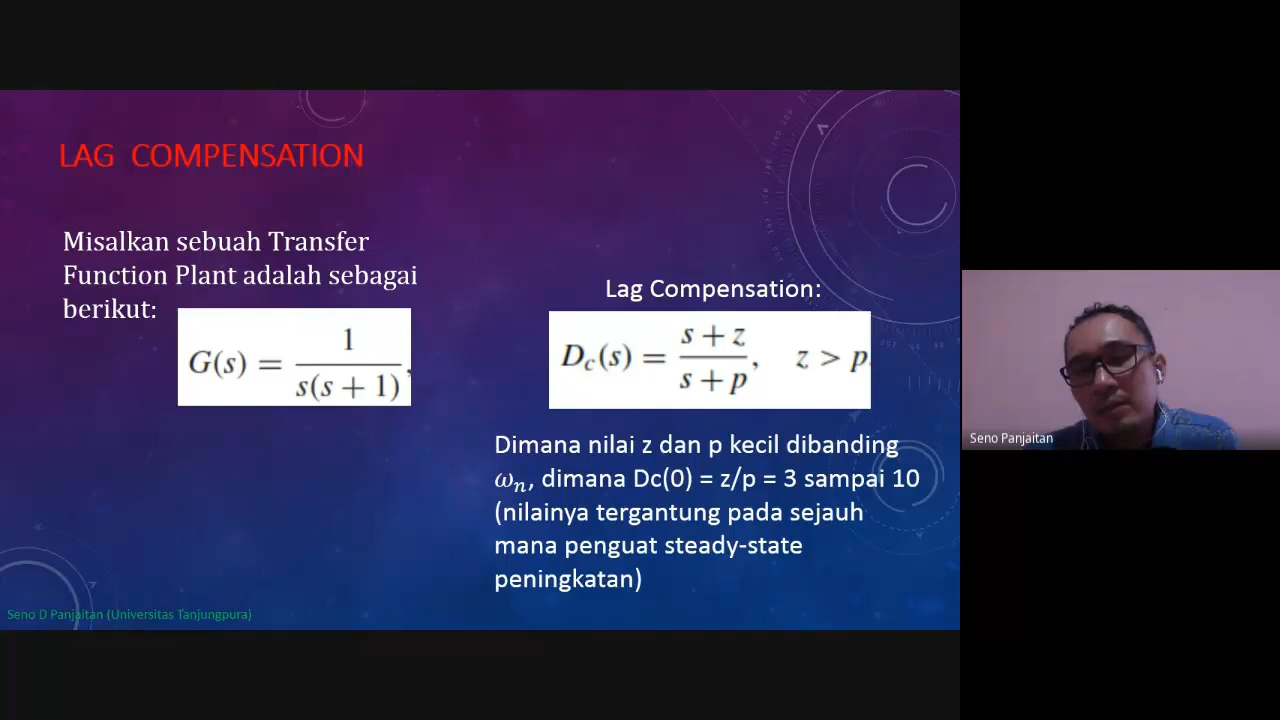 LAG COMPENSATION
Misalkan sebuah Transfer
Function Plant adalah sebagai
berikut:
G(s) = 1 / s(s + 1),
Lag Compensation:
Dc(s) = s + z / s + p, z > p.
Dimana nilai z dan p kecil dibanding
ωn, dimana Dc(0) = z/p = 3 sampai 10
(nilainya tergantung pada sejauh
mana penguat steady-state
peningkatan)
Seno D Panjaitan (Universitas Tanjungpura)
Seno Panjaitan